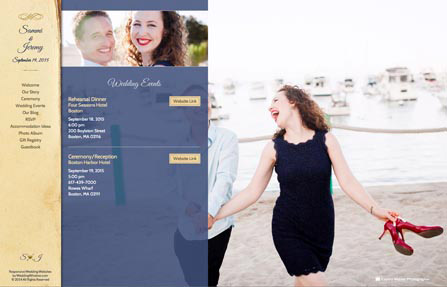 Sammi
&
Jeremy
September 19, 2015
Welcome
Our Story
Ceremony
Wedding Events
Our Blog
RSVP
Accommodation Ideas
Photo Album
Gift Registry
Guestbook
S J
Responsive Wedding Websites
by WeddingWindow.com
© 2014 All Rights Reserved
Wedding Events
Rehearsal Dinner
Four Seasons Hotel
Boston
Website Link
September 18, 2015
6:00 pm
200 Boylston Street
Boston, MA 02116
Ceremony/Reception
Boston Harbor Hotel
Website Link
September 19, 2015
5:00 pm
617-439-7000
Rowes Wharf
Boston, MA 02191